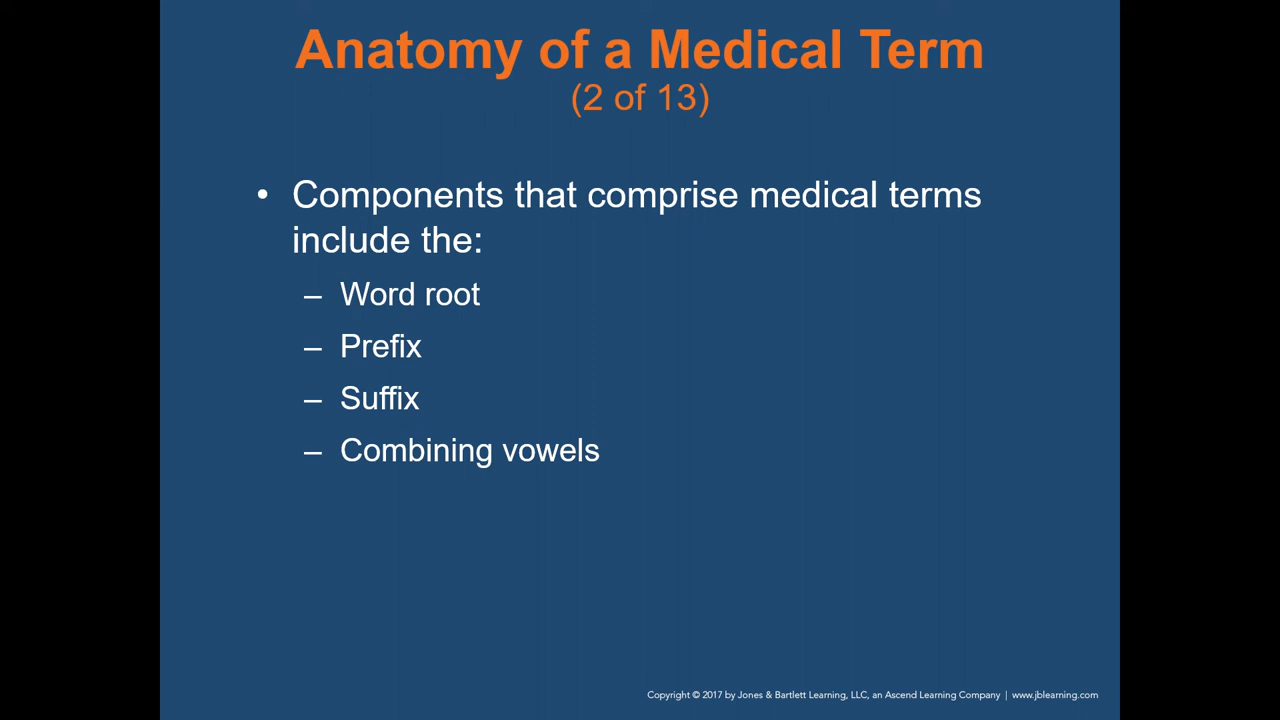 Anatomy of a Medical Term
(2 of 13)
• Components that comprise medical terms
include the:
– Word root
– Prefix
– Suffix
– Combining vowels
Copyright © 2017 by Jones & Bartlett Learning, LLC, an Ascend Learning Company | www.jblearning.com